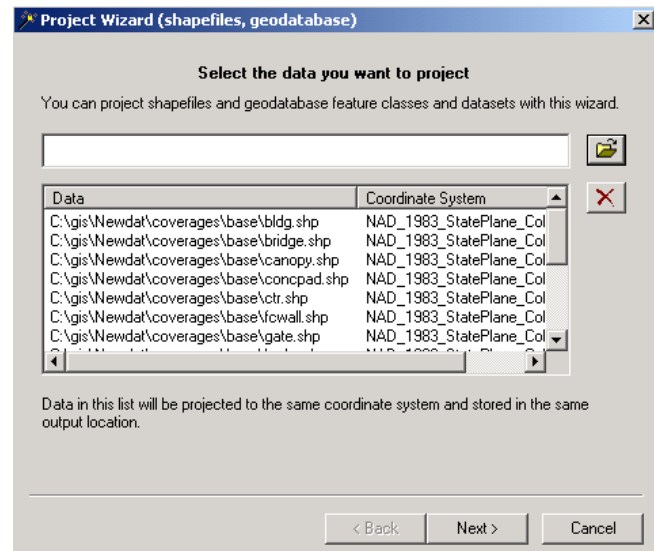 Project Wizard (shapefiles, geodatabase)
Select the data you want to project
You can project shapefiles and geodatabase feature classes and datasets with this wizard.
Data Coordinate System
C:\gis\Newdat\coverages\base\bldg.shp NAD_1983_StatePlane_Col
C:\gis\Newdat\coverages\base\bridge.shp NAD_1983_StatePlane_Col
C:\gis\Newdat\coverages\base\canopy.shp NAD_1983_StatePlane_Col
C:\gis\Newdat\coverages\base\concpad.shp NAD_1983_StatePlane_Col
C:\gis\Newdat\coverages\base\ctr.shp NAD_1983_StatePlane_Col
C:\gis\Newdat\coverages\base\fcwall.shp NAD_1983_StatePlane_Col
C:\gis\Newdat\coverages\base\gate.shp NAD_1983_StatePlane_Col
Data in this list will be projected to the same coordinate system and stored in the same
output location.
< Back Next > Cancel